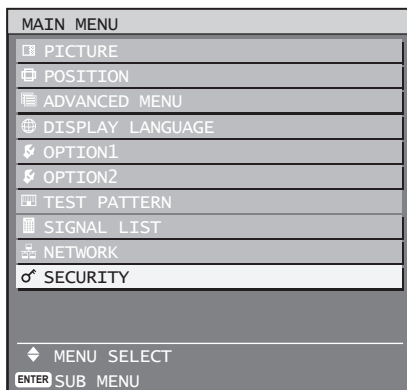 MAIN MENU
PICTURE
POSITION
ADVANCED MENU
DISPLAY LANGUAGE
OPTION1
OPTION2
TEST PATTERN
SIGNAL LIST
NETWORK
SECURITY
MENU SELECT
ENTER SUB MENU